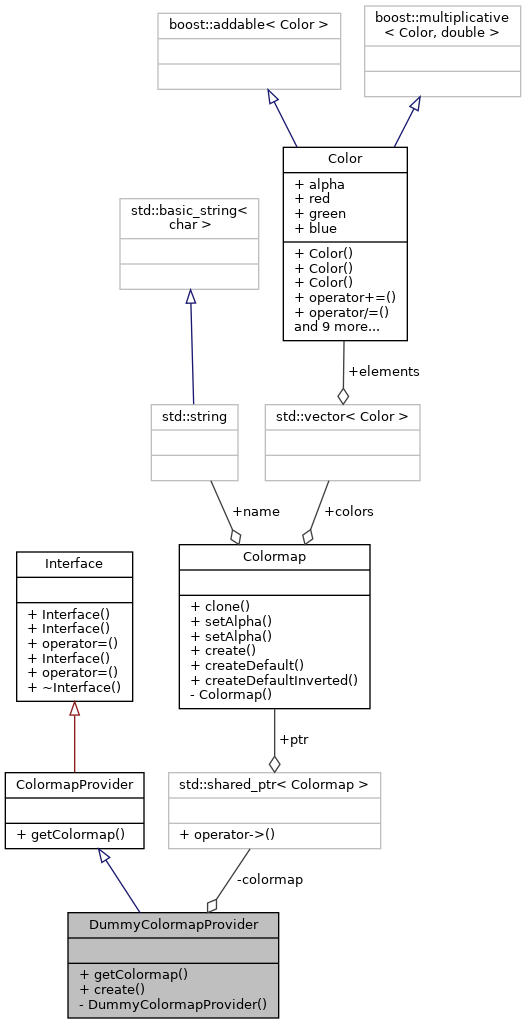 boost::addable< Color >
boost::multiplicative
< Color, double >
Color
+ alpha
+ red
+ green
+ blue
+ Color()
+ Color()
+ Color()
+ operator+=()
+ operator/=()
and 9 more...
std::basic_string<
char >
+elements
std::string
std::vector< Color >
+name
+colors
Interface
+ Interface()
+ Interface()
+ operator=()
+ Interface()
+ operator=()
+ ~Interface()
Colormap
+ clone()
+ setAlpha()
+ setAlpha()
+ create()
+ createDefault()
+ createDefaultInverted()
- Colormap()
+ptr
ColormapProvider
+ getColormap()
std::shared_ptr< Colormap >
+ operator->()
-colormap
DummyColormapProvider
+ getColormap()
+ create()
- DummyColormapProvider()